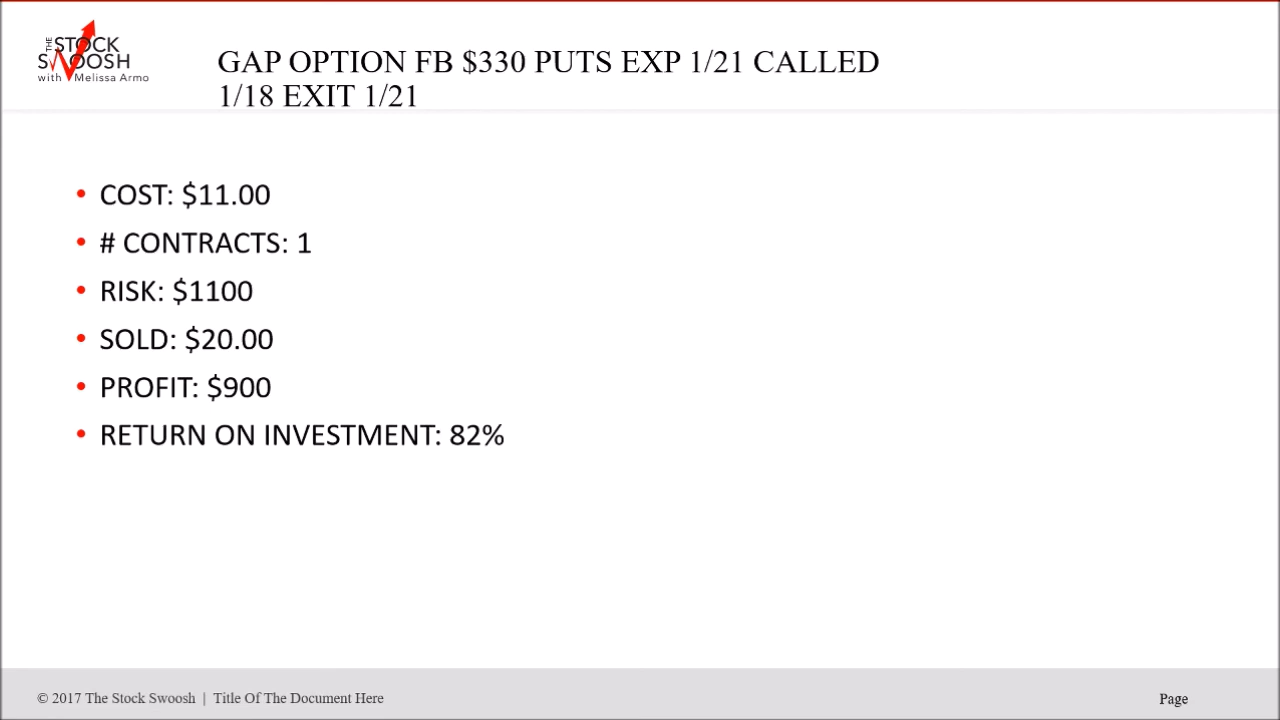 THE STOCK
SWOOSH
with Melissa Armo
GAP OPTION FB $330 PUTS EXP 1/21 CALLED
1/18 EXIT 1/21
• COST: $11.00
• # CONTRACTS: 1
• RISK: $1100
• SOLD: $20.00
• PROFIT: $900
• RETURN ON INVESTMENT: 82%
© 2017 The Stock Swoosh | Title Of The Document Here
Page